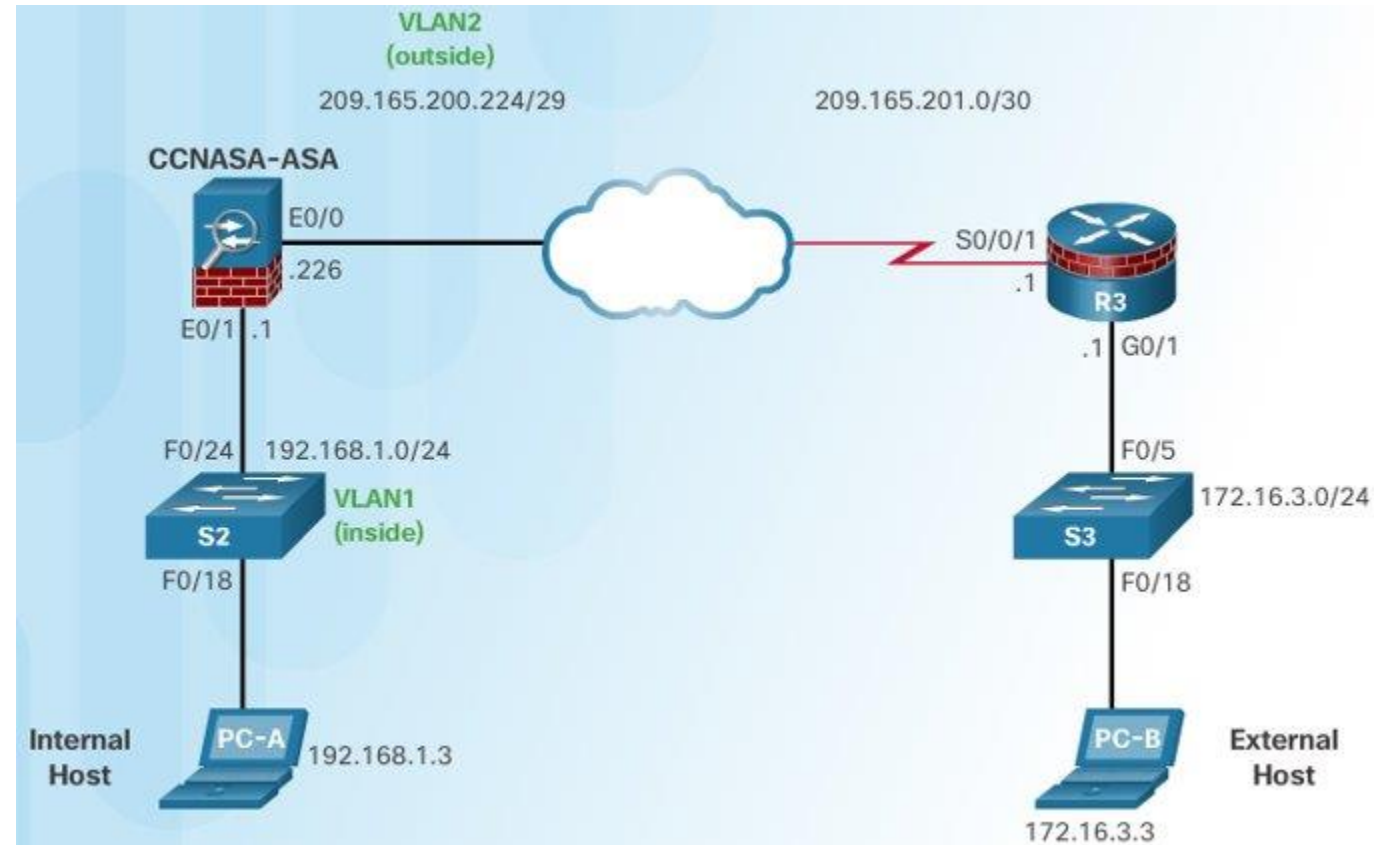 VLAN2
(outside)
209.165.200.224/29
209.165.201.0/30
CCNASA-ASA
E0/0
S0/0/1
.226
.1
R3
E0/1 .1
.1 G0/1
F0/24 192.168.1.0/24
F0/5
VLAN1
(inside)
172.16.3.0/24
S2
S3
F0/18
F0/18
Internal
Host
PC-A
192.168.1.3
PC-B
External
Host
172.16.3.3